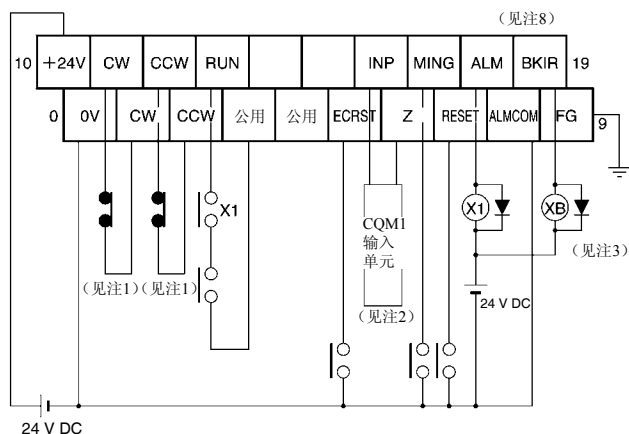 （见注8）
10 +24V CW CCW RUN INP MING ALM BKIR 19
0 0V CW CCW 公用 公用 ECRST Z RESET ALMCOM FG 9
X1
X1 XB
CQM1
输入
单元
（见注3）
（见注1）（见注1）
（见注2）
24 V DC
24 V DC